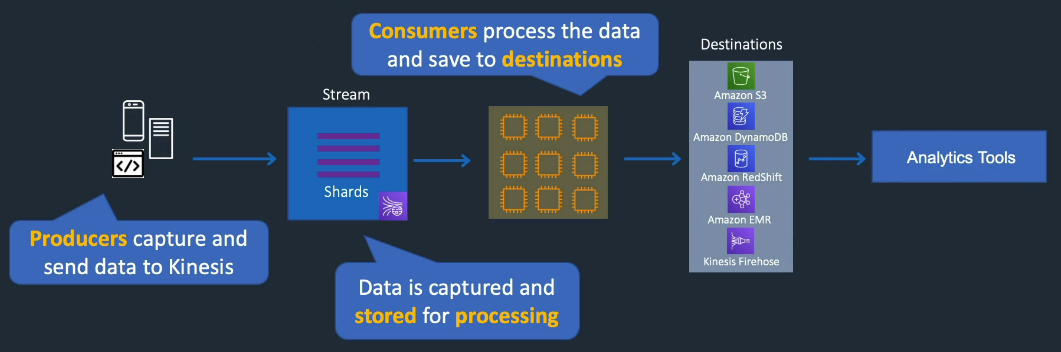 Consumers process the data
and save to destinations
Destinations
Stream
Amazon S3
Amazon DynamoDB
</>
Analytics Tools
Amazon RedShift
Shards
Amazon EMR
Producers capture and
send data to Kinesis
Kinesis Firehose
Data is captured and
stored for processing